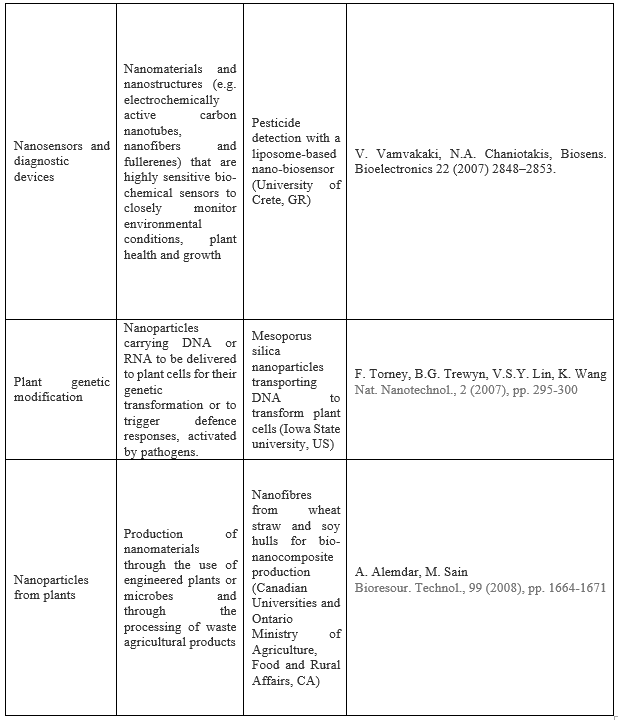 Nanosensors and
diagnostic
devices
Nanomaterials and
nanostructures (e.g.
electrochemically
active carbon
nanotubes,
nanofibers and
fullerenes) that are
highly sensitive bio-
chemical sensors to
closely monitor
environmental
conditions, plant
health and growth
Pesticide
detection with a
liposome-based
nano-biosensor
(University of
Crete, GR)
V. Vamvakaki, N.A. Chaniotakis, Biosens.
Bioelectronics 22 (2007) 2848–2853.
Plant genetic
modification
Nanoparticles
carrying DNA or
RNA to be delivered
to plant cells for their
genetic
transformation or to
trigger defence
responses, activated
by pathogens.
Mesoporus
silica
nanoparticles
transporting
DNA to
transform plant
cells (Iowa State
university, US)
F. Torney, B.G. Trewyn, V.S.Y. Lin, K. Wang
Nat. Nanotechnol., 2 (2007), pp. 295-300
Nanoparticles
from plants
Production of
nanomaterials
through the use of
engineered plants or
microbes and
through the
processing of waste
agricultural products
Nanofibres
from wheat
straw and soy
hulls for bio-
nanocomposite
production
(Canadian
Universities and
Ontario
Ministry of
Agriculture,
Food and Rural
Affairs, CA)
A. Alemdar, M. Sain
Bioresour. Technol., 99 (2008), pp. 1664-1671